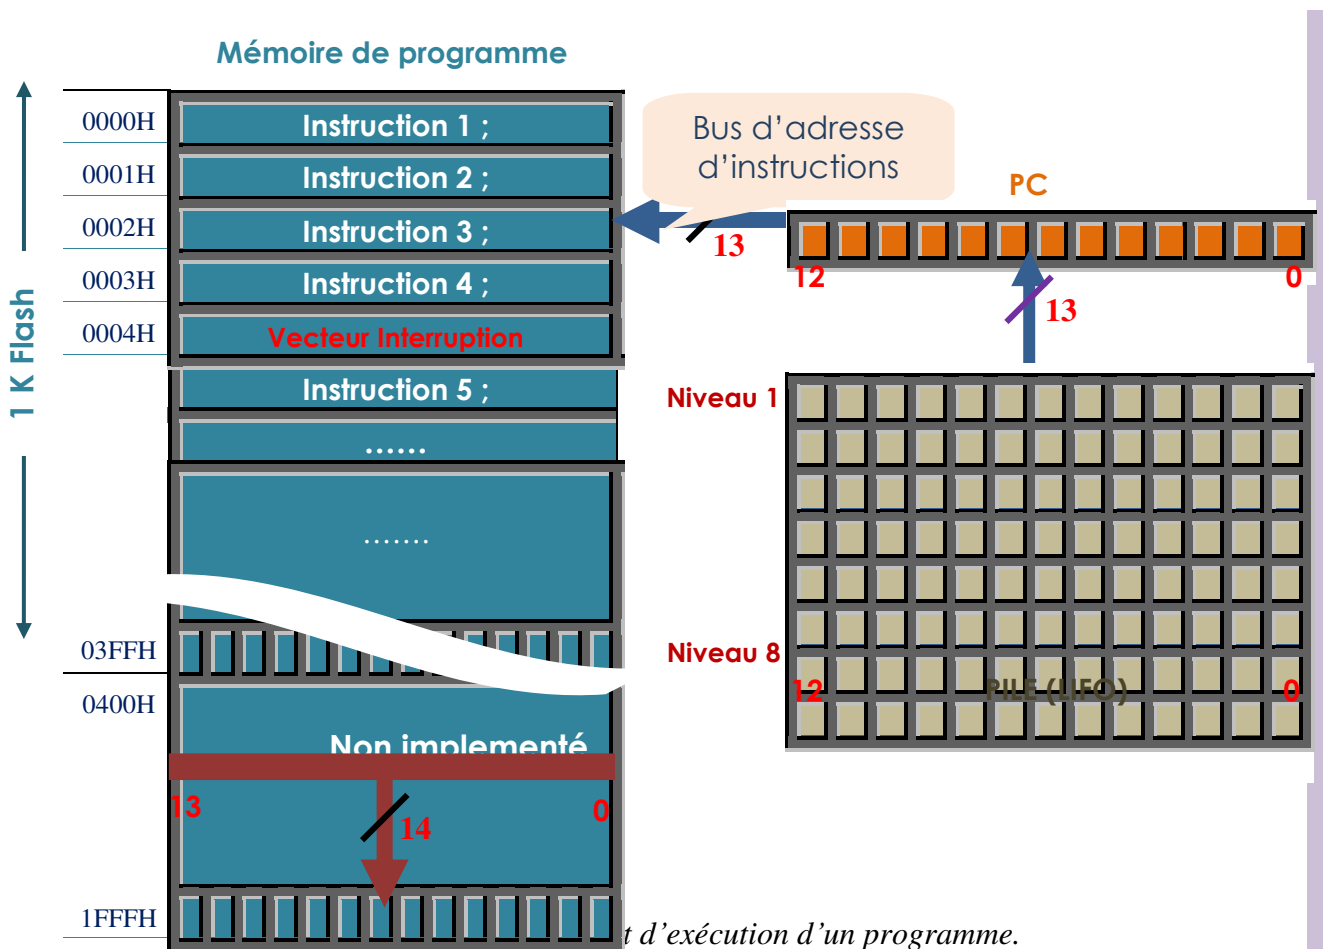 Mémoire de programme
1 K Flash
0000H
Instruction 1 ;
0001H
Instruction 2 ;
0002H
Instruction 3 ;
0003H
Instruction 4 ;
0004H
Vecteur Interruption
Instruction 5 ;
......
.......
03FFH
0400H
Non implementé
13
0
14
1FFFH
Bus d’adresse
d’instructions
13
PC
12
0
13
Niveau 1
Niveau 8
12
PILE (LIFO)
0
d’exécution d’un programme.